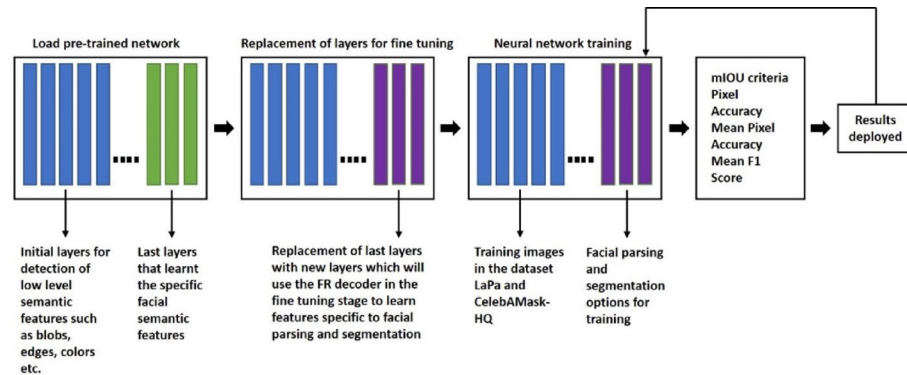 Load pre-trained network
Replacement of layers for fine tuning
Neural network training
mIOU criteria
Pixel
Accuracy
Mean Pixel
Accuracy
Mean F1
Score
Results
deployed
Initial layers for
detection of
low level
semantic
features such
as blobs,
edges, colors
etc.
Last layers
that learnt
the specific
facial
semantic
features
Replacement of last layers
with new layers which will
use the FR decoder in the
fine tuning stage to learn
features specific to facial
parsing and segmentation
Training images
in the dataset
LaPa and
CelebAMask-
HQ
Facial parsing
and
segmentation
options for
training